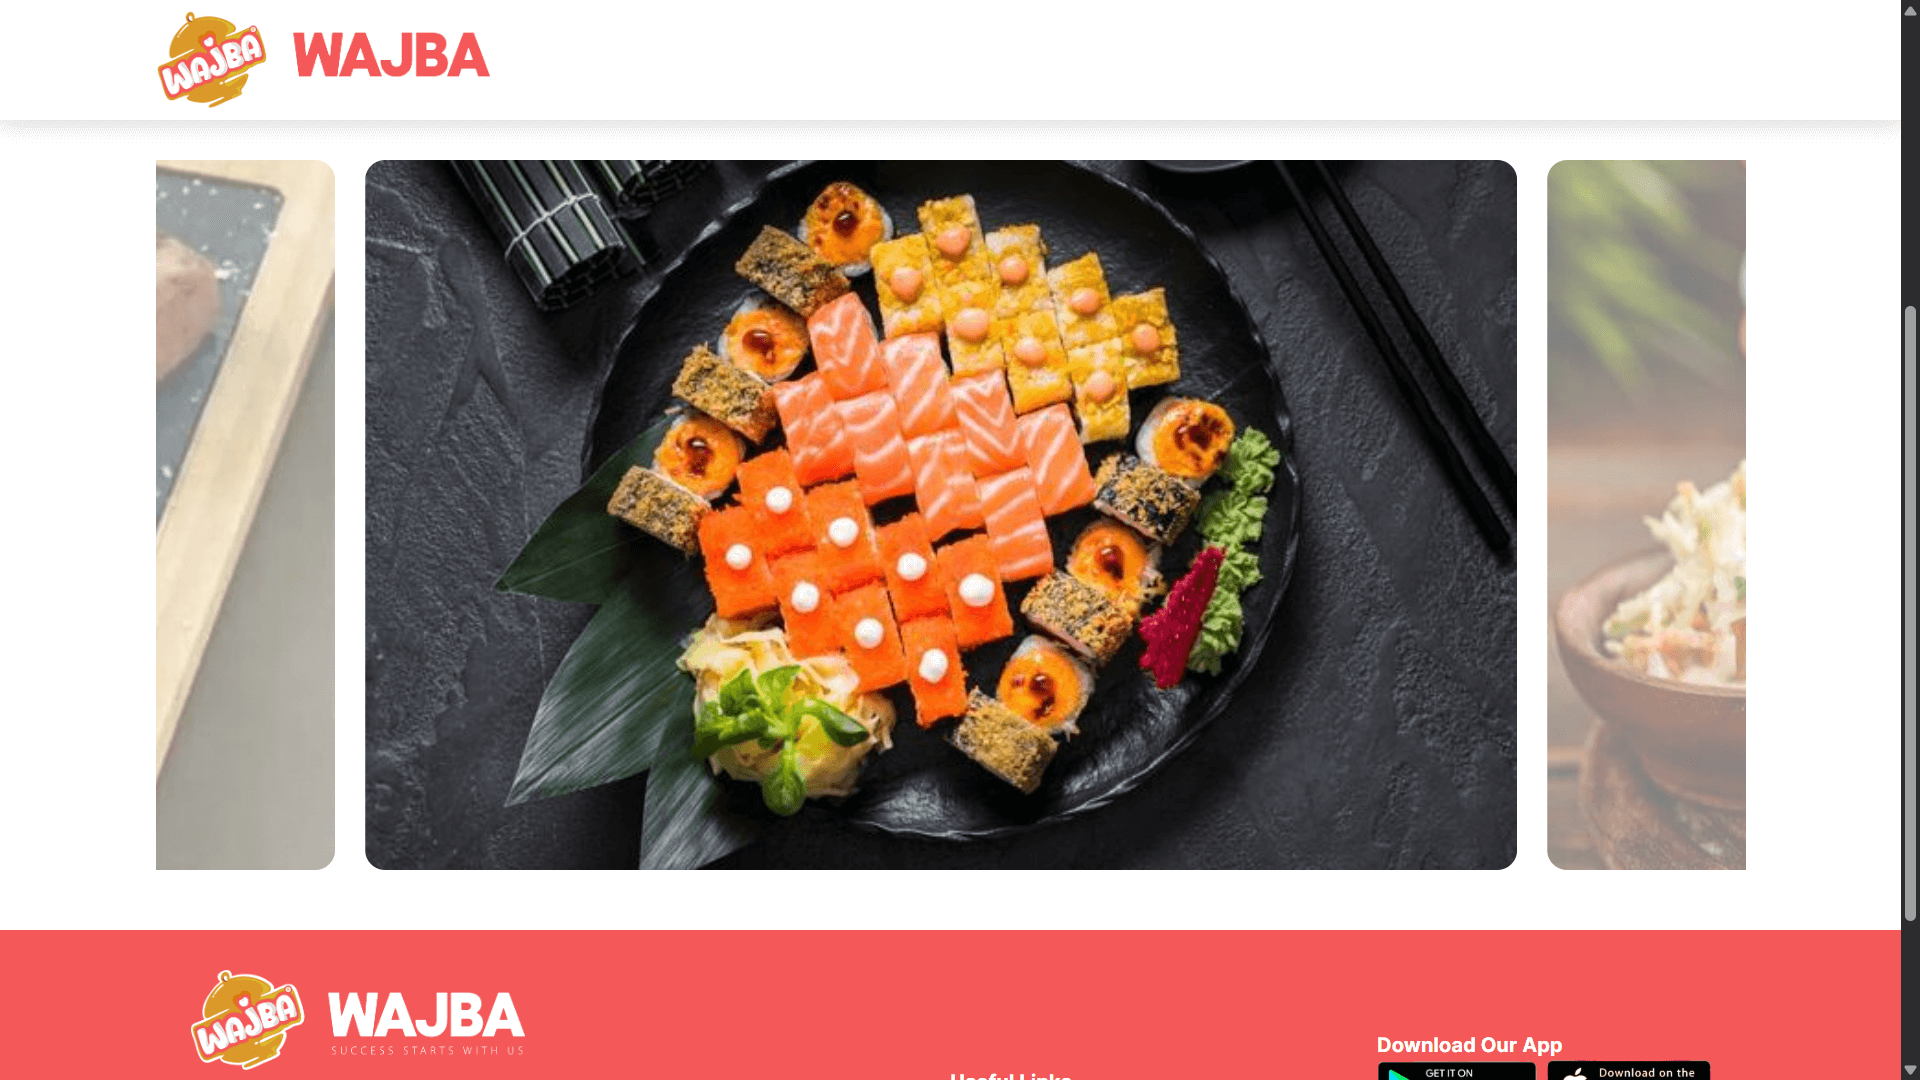 WAJBA
WAJBA
WAJBA
WAJBA
SUCCESS STARTS WITH US
Download Our App
Useful Links
GET IT ON
Download on the